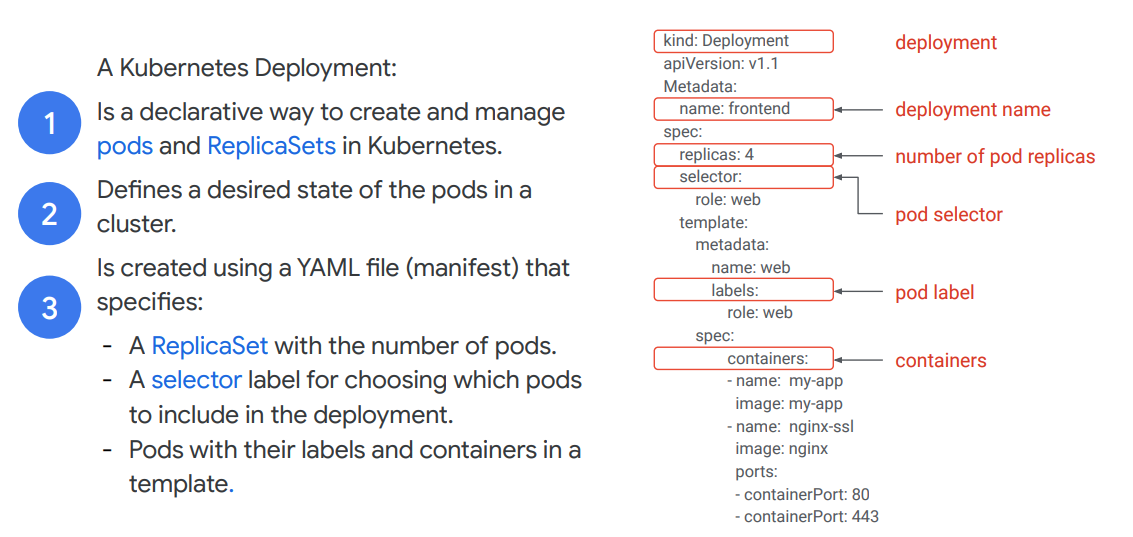 A Kubernetes Deployment:
1
Is a declarative way to create and manage
pods and ReplicaSets in Kubernetes.
2
Defines a desired state of the pods in a
cluster.
3
Is created using a YAML file (manifest) that
specifies:
- A ReplicaSet with the number of pods.
- A selector label for choosing which pods
to include in the deployment.
- Pods with their labels and containers in a
template.
kind: Deployment
deployment
apiVersion: v1.1
Metadata:
name: frontend
deployment name
spec:
replicas: 4
number of pod replicas
selector:
pod selector
role: web
template:
metadata:
name: web
labels:
pod label
role: web
spec:
containers:
containers
- name: my-app
image: my-app
- name: nginx-ssl
image: nginx
ports:
- containerPort: 80
- containerPort: 443